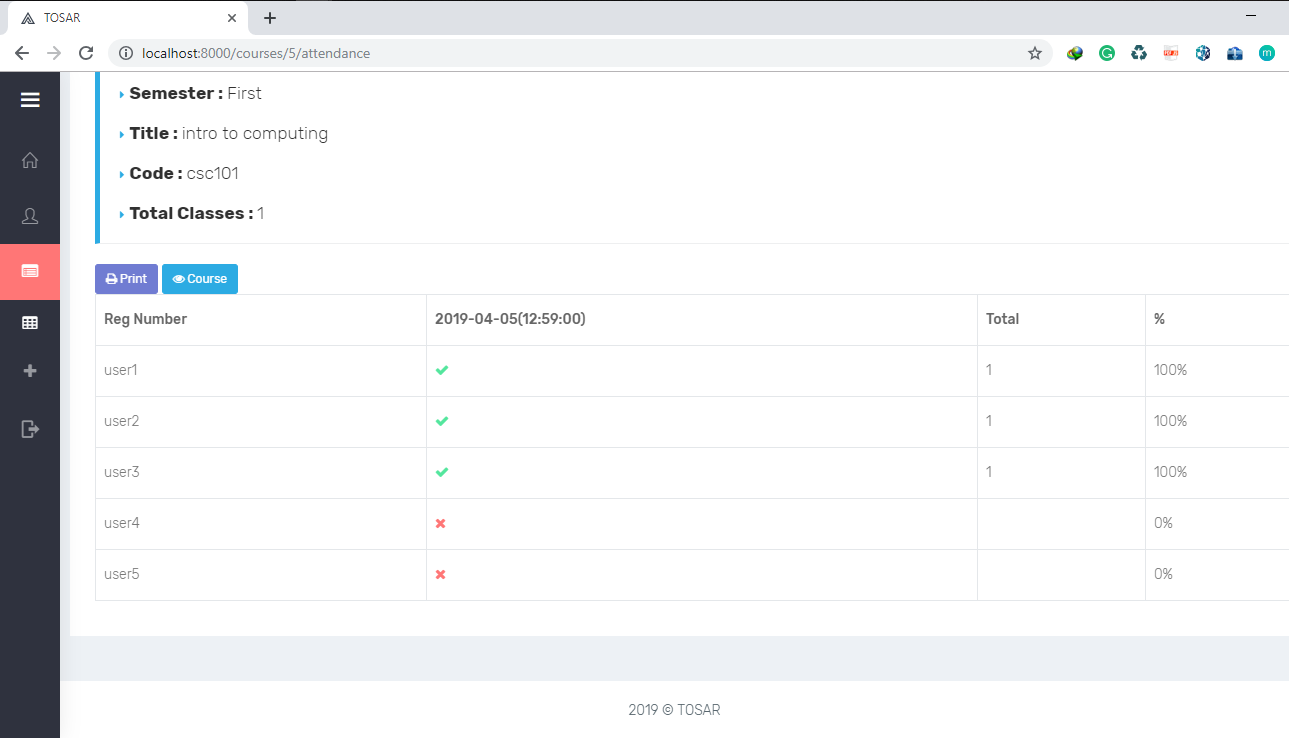 TOSAR
localhost:8000/courses/5/attendance
Semester : First
Title : intro to computing
Code : csc101
Total Classes : 1
Print Course
Reg Number 2019-04-05(12:59:00) Total %
user1 1 100%
user2 1 100%
user3 1 100%
user4 0%
user5 0%
2019 © TOSAR